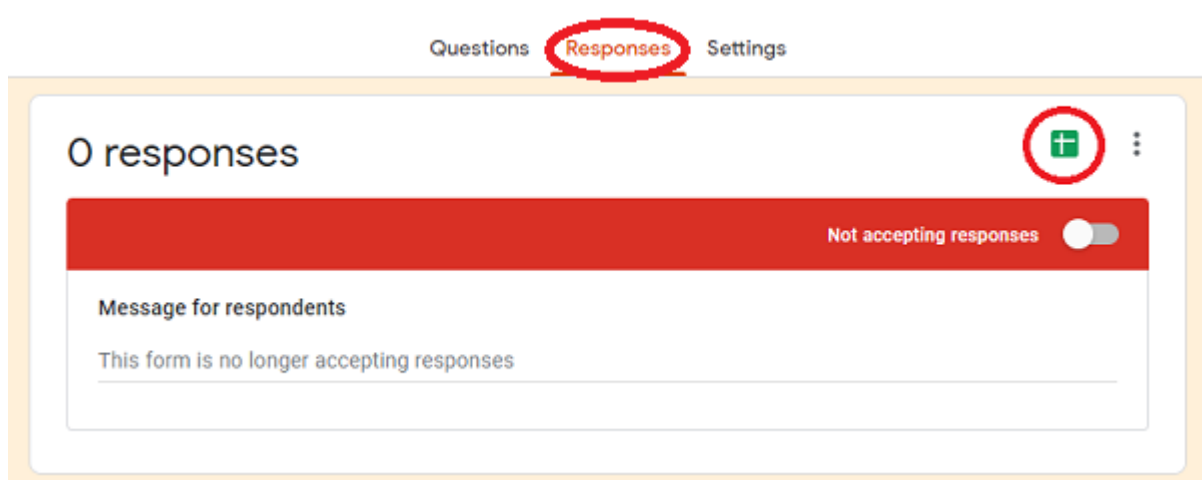 Questions Responses Settings
0 responses
Not accepting responses
Message for respondents
This form is no longer accepting responses